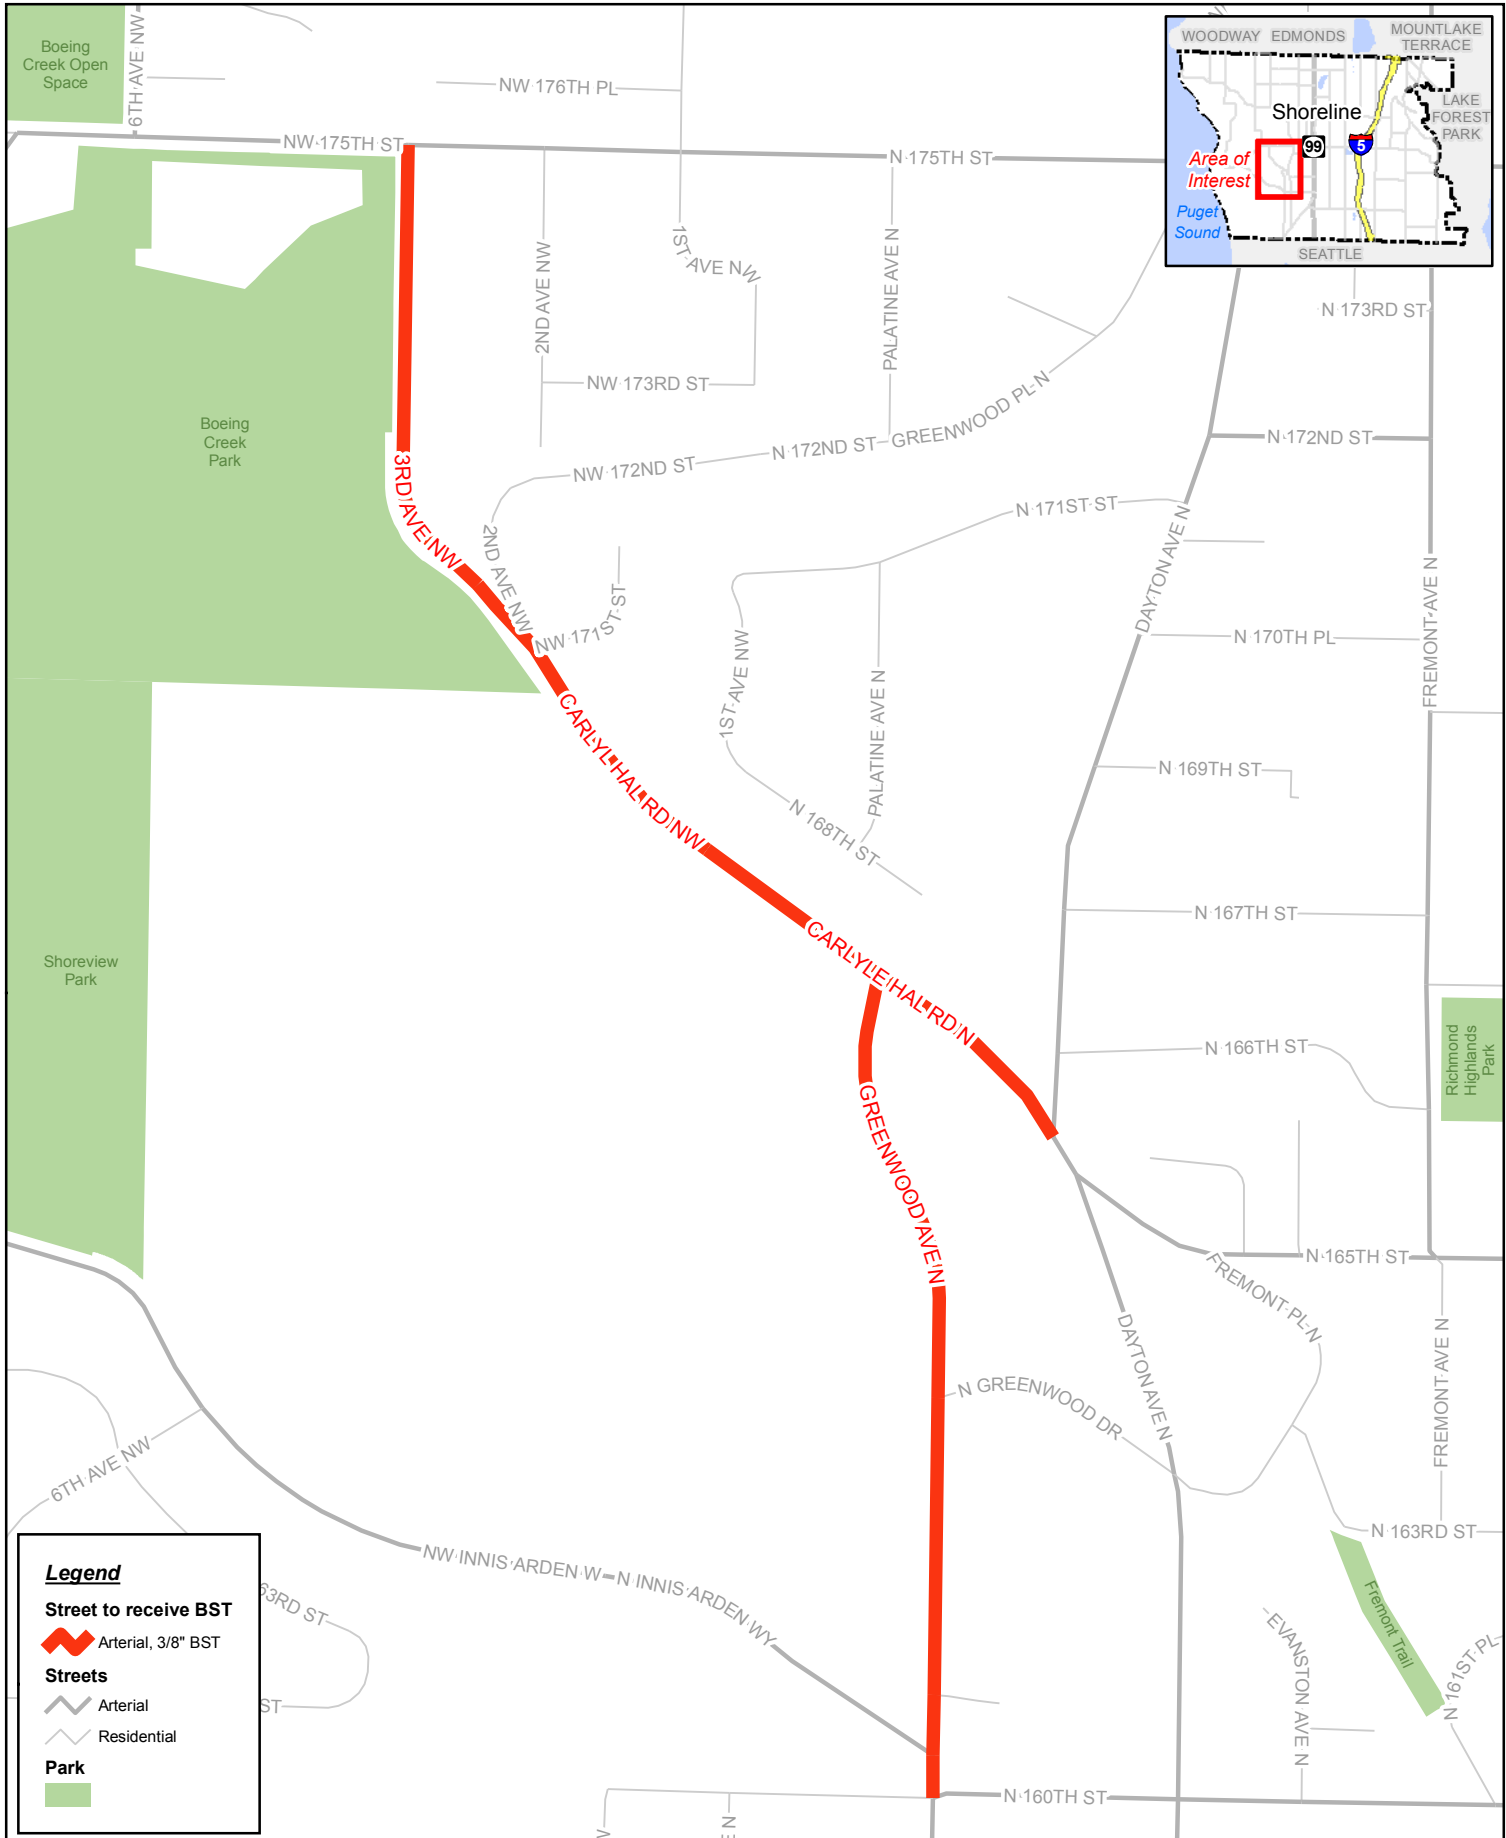 Boeing
Creek Open
Space
6TH AVE NW
NW 176TH PL
NW 175TH ST
N 175TH ST
WOODWAY
EDMONDS
MOUNTLAKE
TERRACE
LAKE
FOREST
PARK
Shoreline
99
5
Area of
Interest
Puget
Sound
SEATTLE
N 173RD ST
2ND AVE NW
1ST AVE NW
PALATINE AVE N
NW 173RD ST
GREENWOOD PL N
N 172ND ST
NW 172ND ST
N 172ND ST
Boeing
Creek
Park
3RD AVE NW
2ND AVE NW
NW 171ST ST
N 171ST ST
DAYTON AVE N
FREMONT AVE N
N 170TH PL
1ST AVE NW
PALATINE AVE N
CARLYL HAL RD NW
N 169TH ST
N 168TH ST
N 167TH ST
Shoreview
Park
CARLYLE HAL RD N
N 166TH ST
Richmond
Highlands
Park
GREENWOOD AVE N
N 165TH ST
FREMONT PL N
DAYTON AVE N
FREMONT AVE N
N GREENWOOD DR
6TH AVE NW
N 163RD ST
NW INNIS ARDEN W
N INNIS ARDEN WY
63RD ST
ST
Fremont Trail
EVANSTON AVE N
N 161ST PL
N 160TH ST
W
E N
Legend
Street to receive BST
Arterial, 3/8" BST
Streets
Arterial
Residential
Park